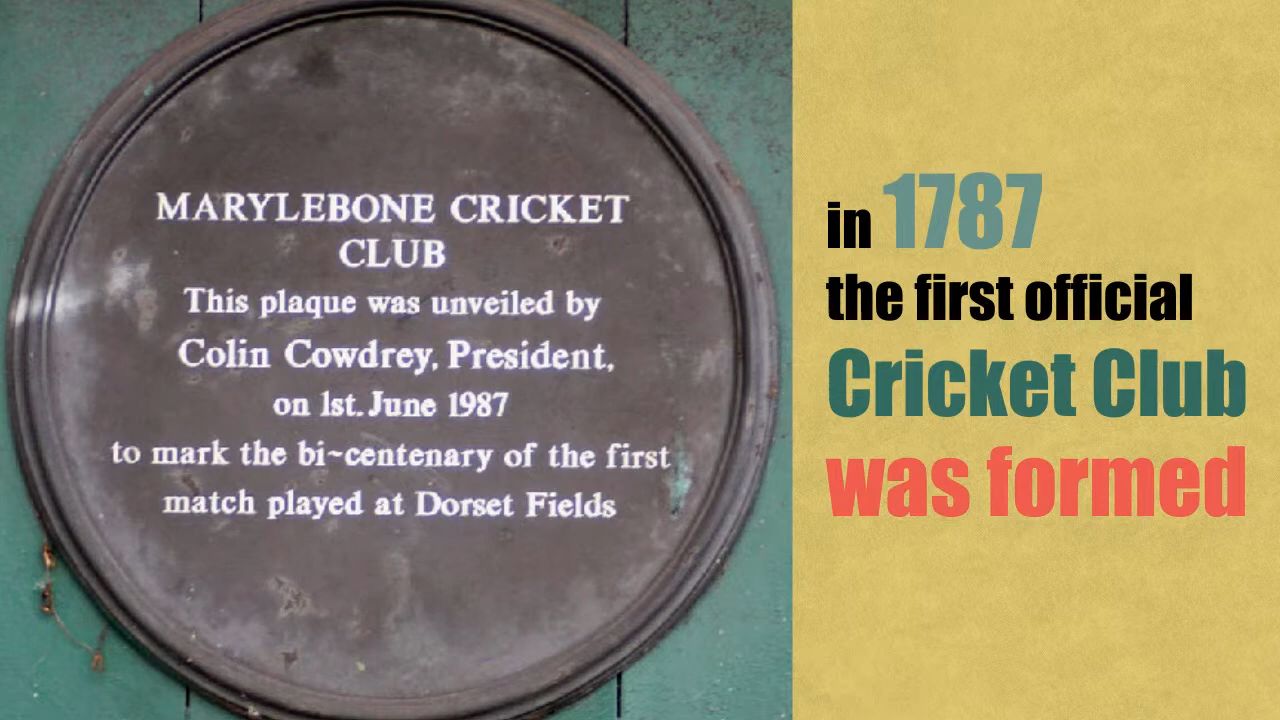 MARYLEBONE CRICKET
CLUB
This plaque was unveiled by
Colin Cowdrey, President,
on 1st. June 1987
to mark the bi~centenary of the first
match played at Dorset Fields
in 1787
the first official
Cricket Club
was formed